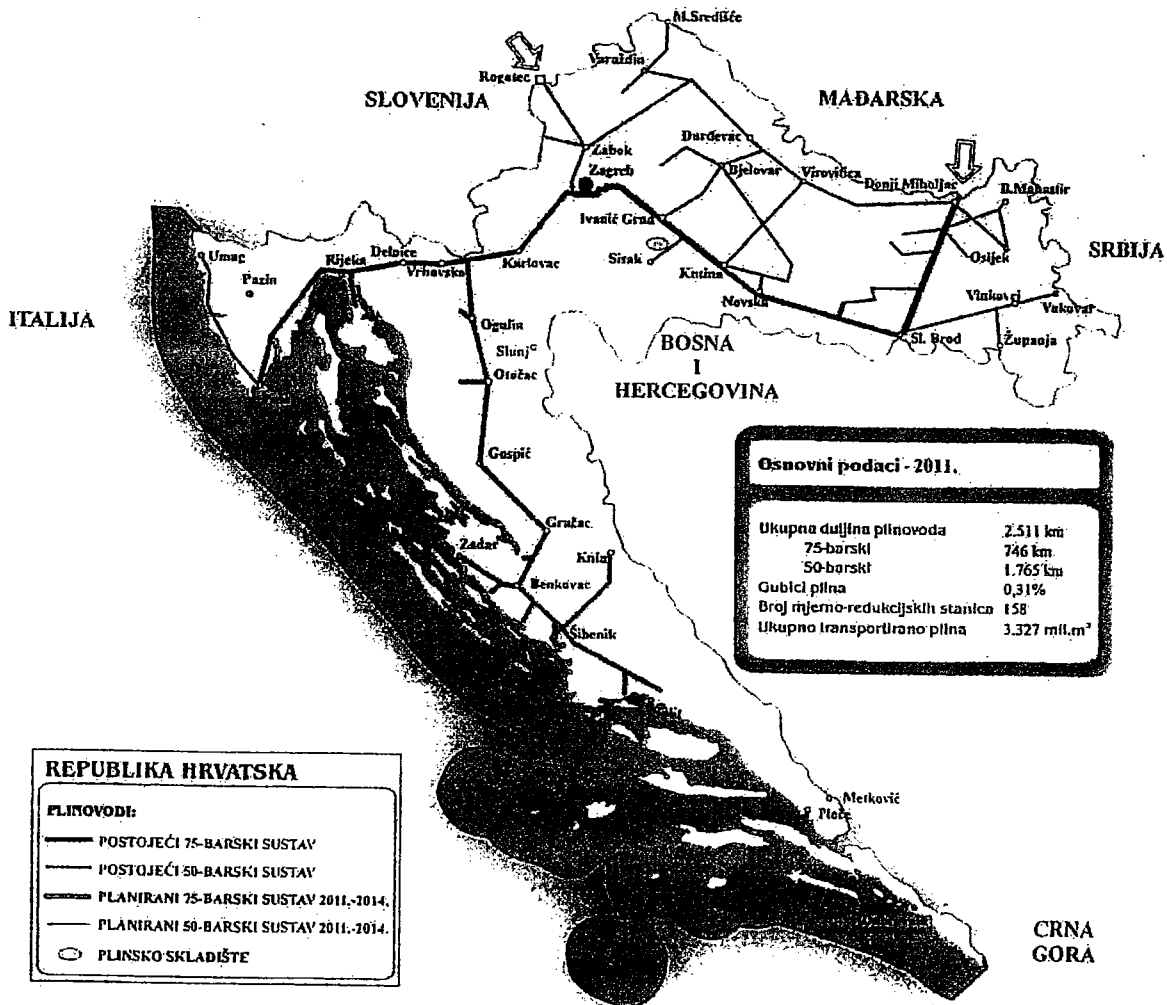 M.Središće
Varaždin
Rogatec
SLOVENIJA
MAĐARSKA
Đurđevac
Zabok
Bjelovar
Zagreb
Virovitica
Donji Miholjac
B.Manastir
Ivanić Grad
SRBIJA
Umag
Delnice
Rijeka
Vrbovsko
Karlovac
Sisak
Osijek
Pazin
Kutina
Vinkovci
Novska
Vukovar
ITALIJA
Ogulin
BOSNA
I
HERCEGOVINA
Sl. Brod
Županja
Slunj
Otočac
Gospić
Osnovni podaci - 2011.
Ukupna duljina plinovoda 2.511 km
75-barski 746 km
50-barski 1.765 km
Gubici plina 0,31%
Broj mjerno-redukcijskih stanica 158
Ukupno transportirano plina 3.327 mil.m³
Gračac
Zadar
Knin
Benkovac
Šibenik
Metković
Ploče
REPUBLIKA HRVATSKA
PLINOVODI:
POSTOJEĆI 75-BARSKI SUSTAV
POSTOJEĆI 50-BARSKI SUSTAV
PLANIRANI 75-BARSKI SUSTAV 2011.-2014.
PLANIRANI 50-BARSKI SUSTAV 2011.-2014.
PLINSKO SKLADIŠTE
CRNA
GORA